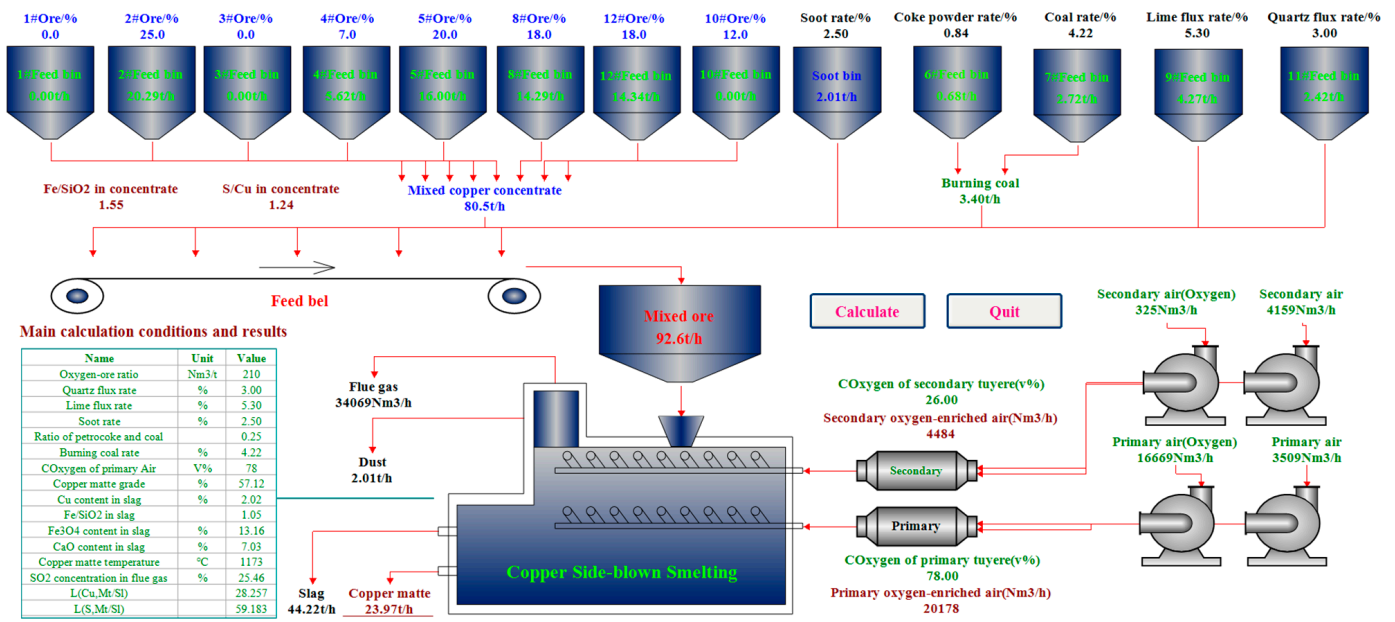 1#Ore/% 2#Ore/% 3#Ore/% 4#Ore/% 5#Ore/% 8#Ore/% 12#Ore/% 10#Ore/% Soot rate/% Coke powder rate/% Coal rate/% Lime flux rate/% Quartz flux rate/%
0.0 25.0 0.0 7.0 20.0 18.0 18.0 12.0 2.50 0.84 4.22 5.30 3.00
1#Feed bin 2#Feed bin 3#Feed bin 4#Feed bin 5#Feed bin 8#Feed bin 12#Feed bin 10#Feed bin Soot bin 6#Feed bin 7#Feed bin 9#Feed bin 11#Feed bin
0.00t/h 20.29t/h 0.00t/h 5.62t/h 16.00t/h 14.29t/h 14.34t/h 0.00t/h 2.01t/h 0.68t/h 2.72t/h 4.27t/h 2.42t/h
Fe/SiO2 in concentrate
1.55
S/Cu in concentrate
1.24
Mixed copper concentrate
80.5t/h
Burning coal
3.40t/h
Feed bel
Mixed ore
92.6t/h
Calculate
Quit
Secondary air(Oxygen)
325Nm3/h
Secondary air
4159Nm3/h
Main calculation conditions and results
Name Unit Value
Oxygen-ore ratio Nm3/t 210
Quartz flux rate % 3.00
Lime flux rate % 5.30
Soot rate % 2.50
Ratio of petrocoke and coal 0.25
Burning coal rate % 4.22
COxygen of primary Air V% 78
Copper matte grade % 57.12
Cu content in slag % 2.02
Fe/SiO2 in slag 1.05
Fe3O4 content in slag % 13.16
CaO content in slag % 7.03
Copper matte temperature °C 1173
SO2 concentration in flue gas % 25.46
L(Cu,Mt/Sl) 28.257
L(S,Mt/Sl) 59.183
Flue gas
34069Nm3/h
Dust
2.01t/h
COxygen of secondary tuyere(v%)
26.00
Secondary oxygen-enriched air(Nm3/h)
4484
Secondary
Primary air(Oxygen)
16669Nm3/h
Primary air
3509Nm3/h
Primary
COxygen of primary tuyere(v%)
78.00
Primary oxygen-enriched air(Nm3/h)
20178
Copper Side-blown Smelting
Slag
44.22t/h
Copper matte
23.97t/h